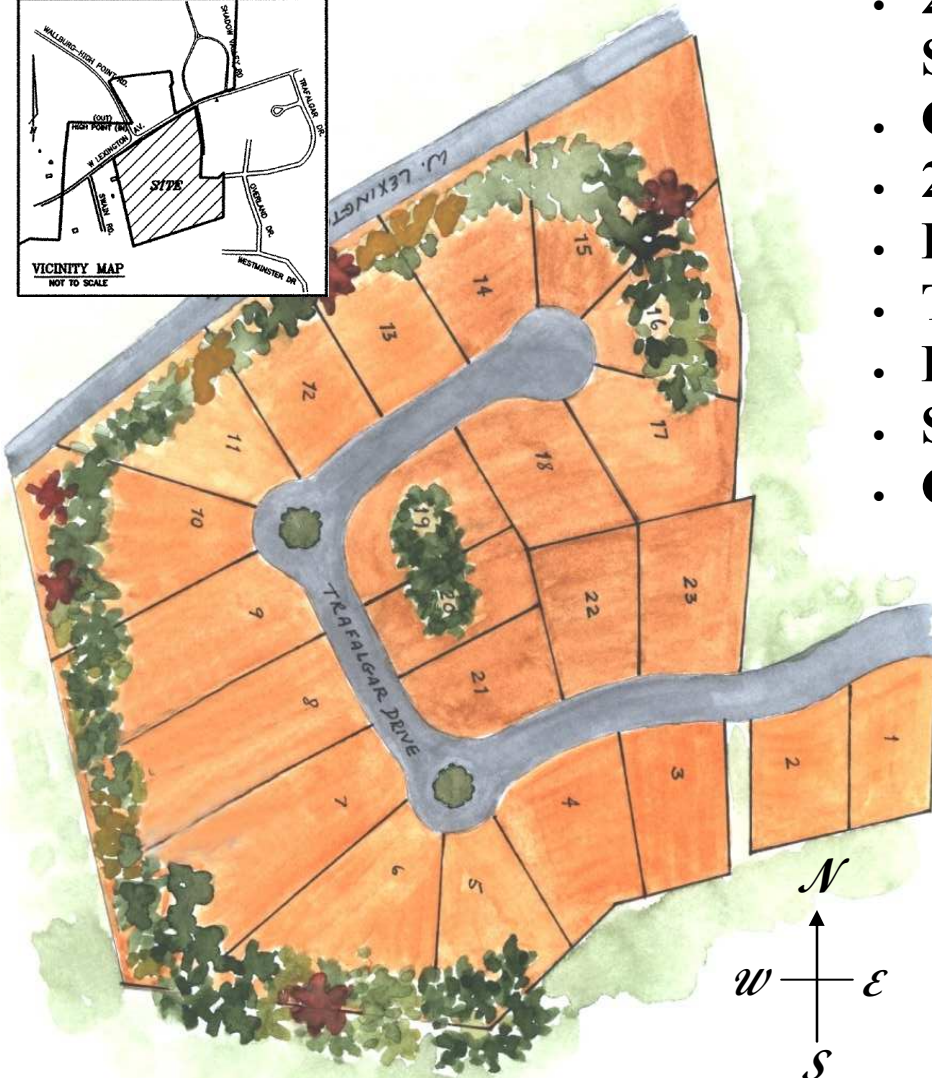 WALLBURG-HIGH POINT RD.
SHADOW VALLEY RD
TRAFALGAR DR.
(OUT)
HIGH POINT (IN)
W LEXINGTON AV.
SITE
SWAIN RD.
OVERLAND DR.
WESTMINSTER DR
N
VICINITY MAP
NOT TO SCALE
W. LEXINGT
15
14
13
16
12
17
11
18
10
19
9
20
22
23
TRAFALGAR DRIVE
21
8
7
6
5
4
3
2
1
N
W
E
S